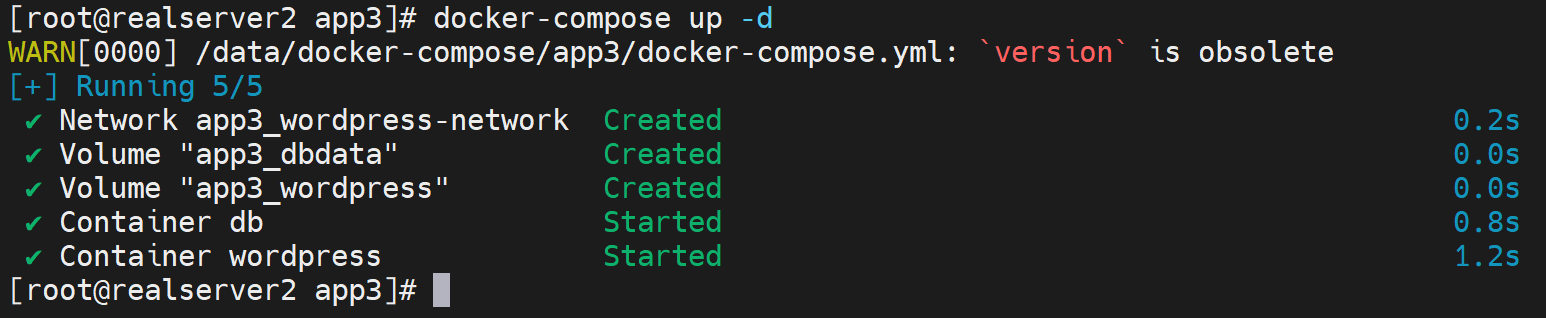 [root@realserver2 app3]# docker-compose up -d
WARN[0000] /data/docker-compose/app3/docker-compose.yml: `version` is obsolete
[+] Running 5/5
✔ Network app3_wordpress-network Created 0.2s
✔ Volume "app3_dbdata" Created 0.0s
✔ Volume "app3_wordpress" Created 0.0s
✔ Container db Started 0.8s
✔ Container wordpress Started 1.2s
[root@realserver2 app3]#